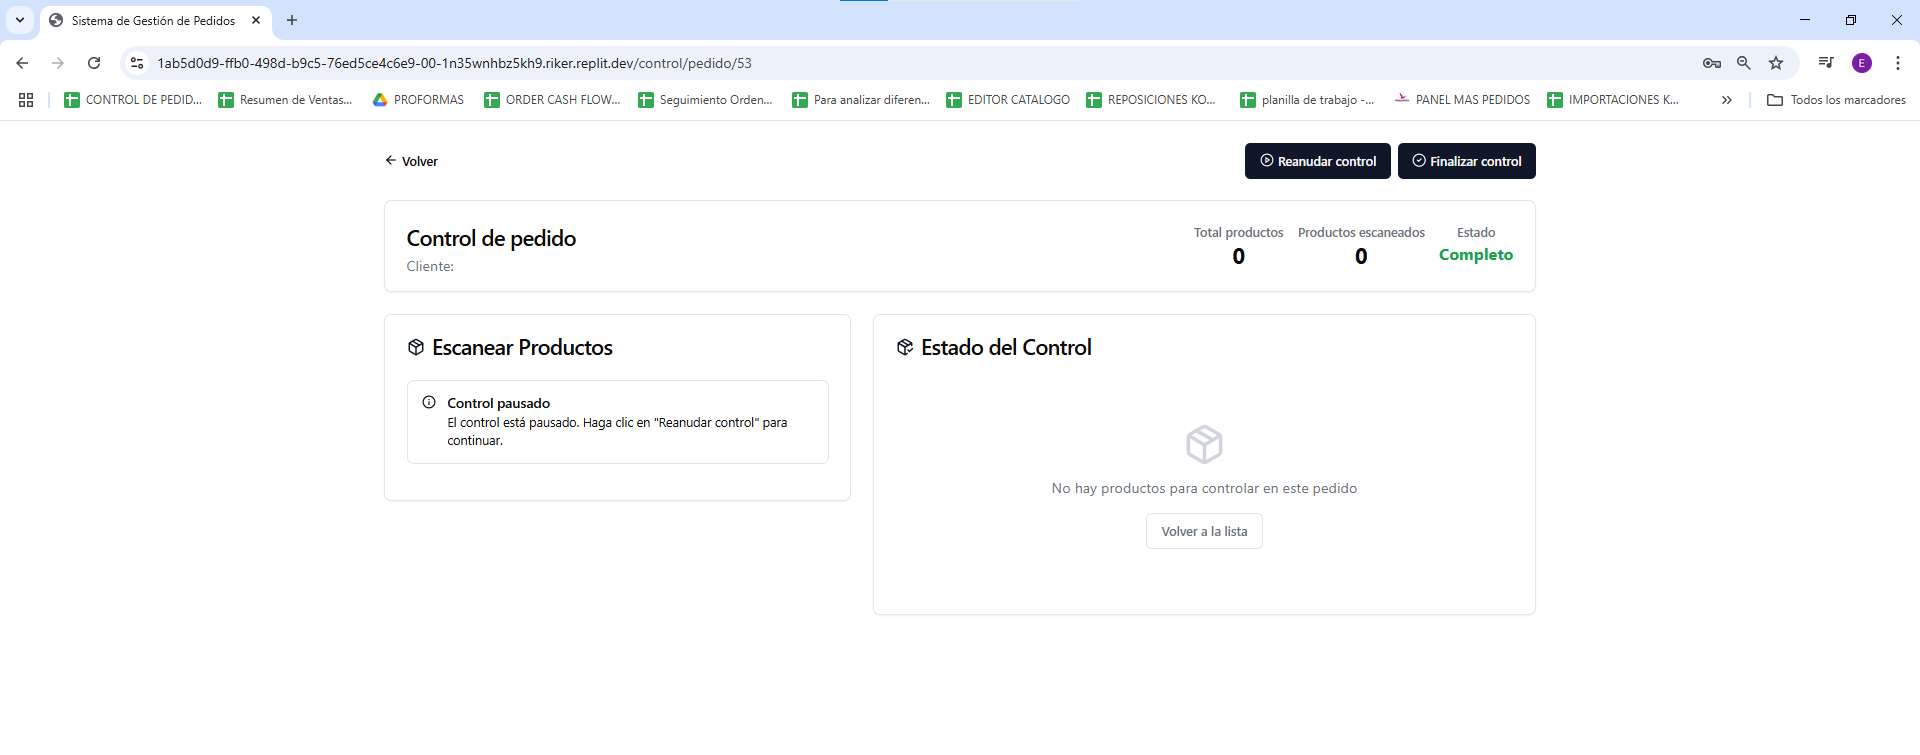 Sistema de Gestión de Pedidos
1ab5d0d9-ffb0-498d-b9c5-76ed5ce4c6e9-00-1n35wnhbz5kh9.riker.replit.dev/control/pedido/53
E
CONTROL DE PEDID... Resumen de Ventas... PROFORMAS ORDER CASH FLOW... Seguimiento Orden... Para analizar diferen... EDITOR CATALOGO REPOSICIONES KO... planilla de trabajo -... PANEL MAS PEDIDOS IMPORTACIONES K... Todos los marcadores
Volver
Reanudar control
Finalizar control
Control de pedido
Cliente:
Total productos
0
Productos escaneados
0
Estado
Completo
Escanear Productos
Control pausado
El control está pausado. Haga clic en "Reanudar control" para
continuar.
Estado del Control
No hay productos para controlar en este pedido
Volver a la lista